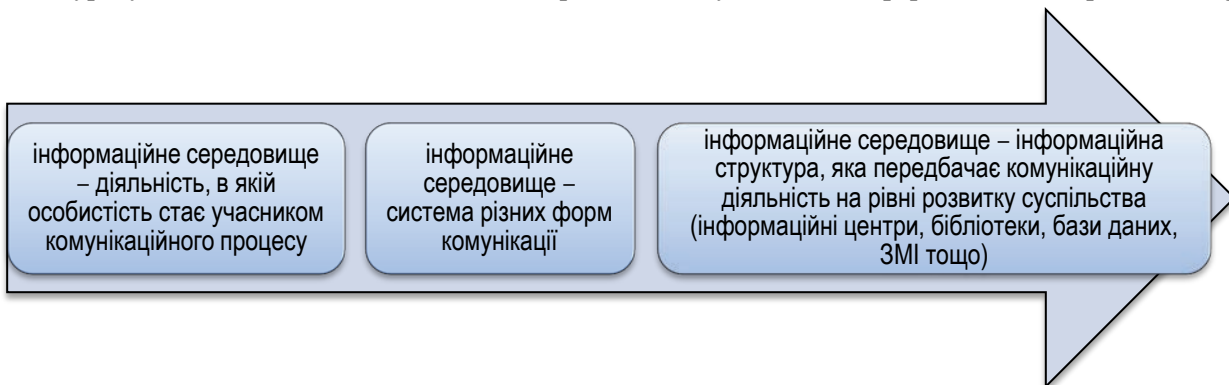 інформаційне середовище
– діяльність, в якій
особистість стає учасником
комунікаційного процесу
інформаційне
середовище –
система різних форм
комунікації
інформаційне середовище – інформаційна
структура, яка передбачає комунікаційну
діяльність на рівні розвитку суспільства
(інформаційні центри, бібліотеки, бази даних,
ЗМІ тощо)